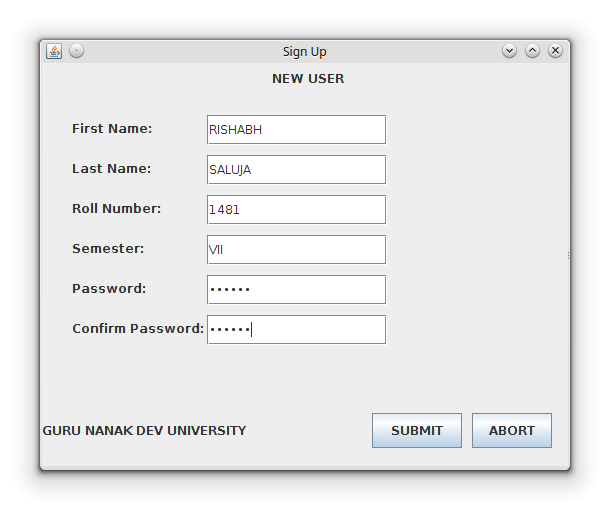 Sign Up
NEW USER
First Name: RISHABH
Last Name: SALUJA
Roll Number: 1481
Semester: VII
Password: ••••••
Confirm Password: ••••••
GURU NANAK DEV UNIVERSITY SUBMIT ABORT